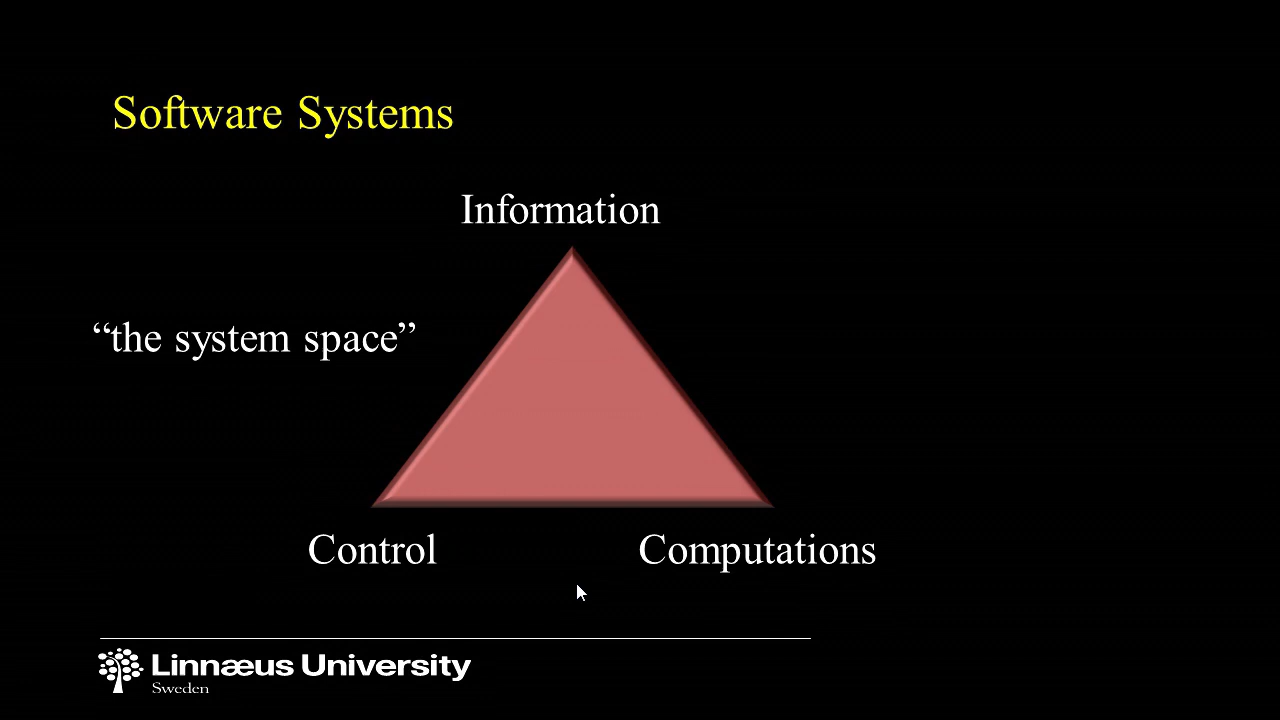 Software Systems
Information
“the system space”
Control
Computations
Linnæus University
Sweden